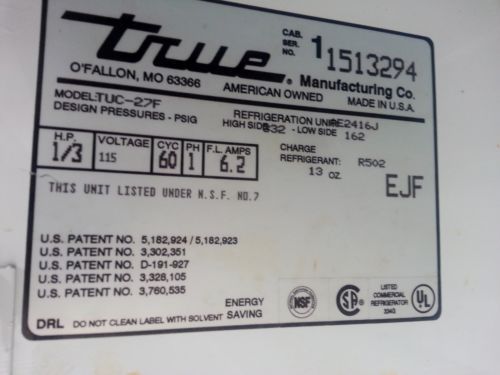 true®
CAB. SER. NO. 1 1513294
Manufacturing Co.
O'FALLON, MO 63366 AMERICAN OWNED MADE IN U.S.A.
MODEL: TUC-27F REFRIGERATION UNIT AE2416J
DESIGN PRESSURES - PSIG HIGH SIDE 332 - LOW SIDE 162
H.P. VOLTAGE CYC PH F.L. AMPS
1/3 115 60 1 6.2
CHARGE
REFRIGERANT: R502
13 OZ.
EJF
THIS UNIT LISTED UNDER N.S.F. NO.7
U.S. PATENT NO. 5,182,924 / 5,182,923
U.S. PATENT NO. 3,302,351
U.S. PATENT NO. D-191-927
U.S. PATENT NO. 3,328,105
U.S. PATENT NO. 3,760,535
ENERGY SAVING
DRL DO NOT CLEAN LABEL WITH SOLVENT
NSF
SA
LISTED
COMMERCIAL
REFRIGERATOR
UL